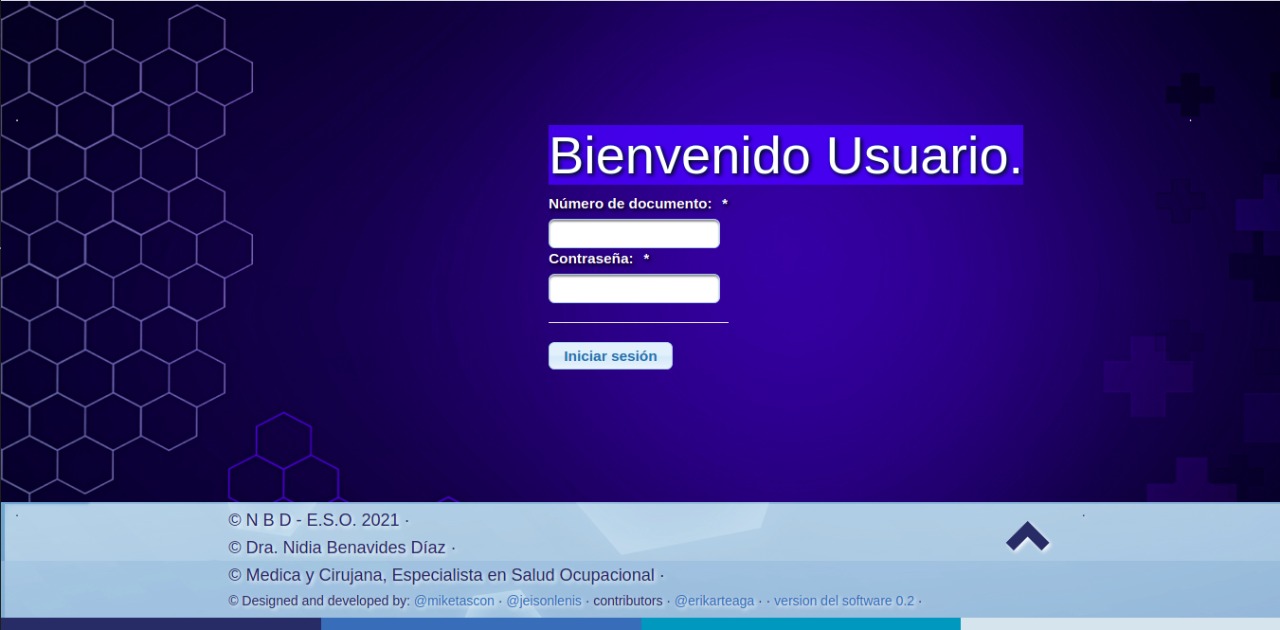 Bienvenido Usuario.
Número de documento: *
Contraseña: *
Iniciar sesión
© N B D - E.S.O. 2021 ·
© Dra. Nidia Benavides Díaz ·
© Medica y Cirujana, Especialista en Salud Ocupacional ·
© Designed and developed by: @miketascon · @jeisonlenis · contributors · @erikarteaga · · version del software 0.2 ·